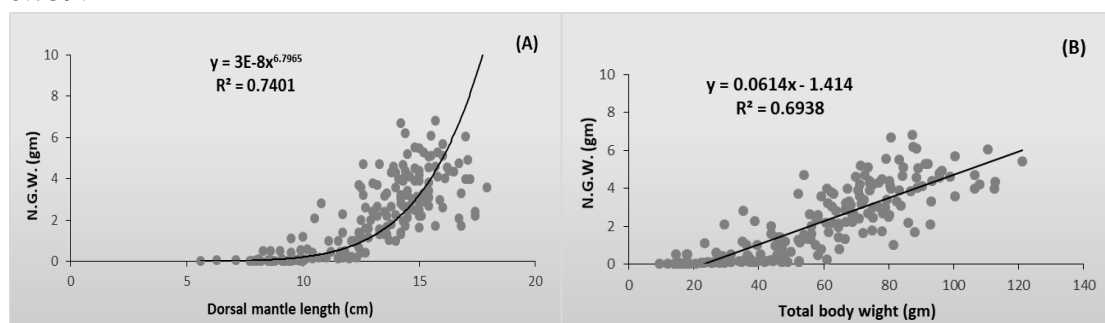 (A)
y = 3E-8x^6.7965
R² = 0.7401
10
8
6
4
2
0
N.G.W. (gm)
0 5 10 15 20
Dorsal mantle length (cm)
(B)
y = 0.0614x - 1.414
R² = 0.6938
10
8
6
4
2
0
N.G.W. (gm)
0 20 40 60 80 100 120 140
Total body wight (gm)